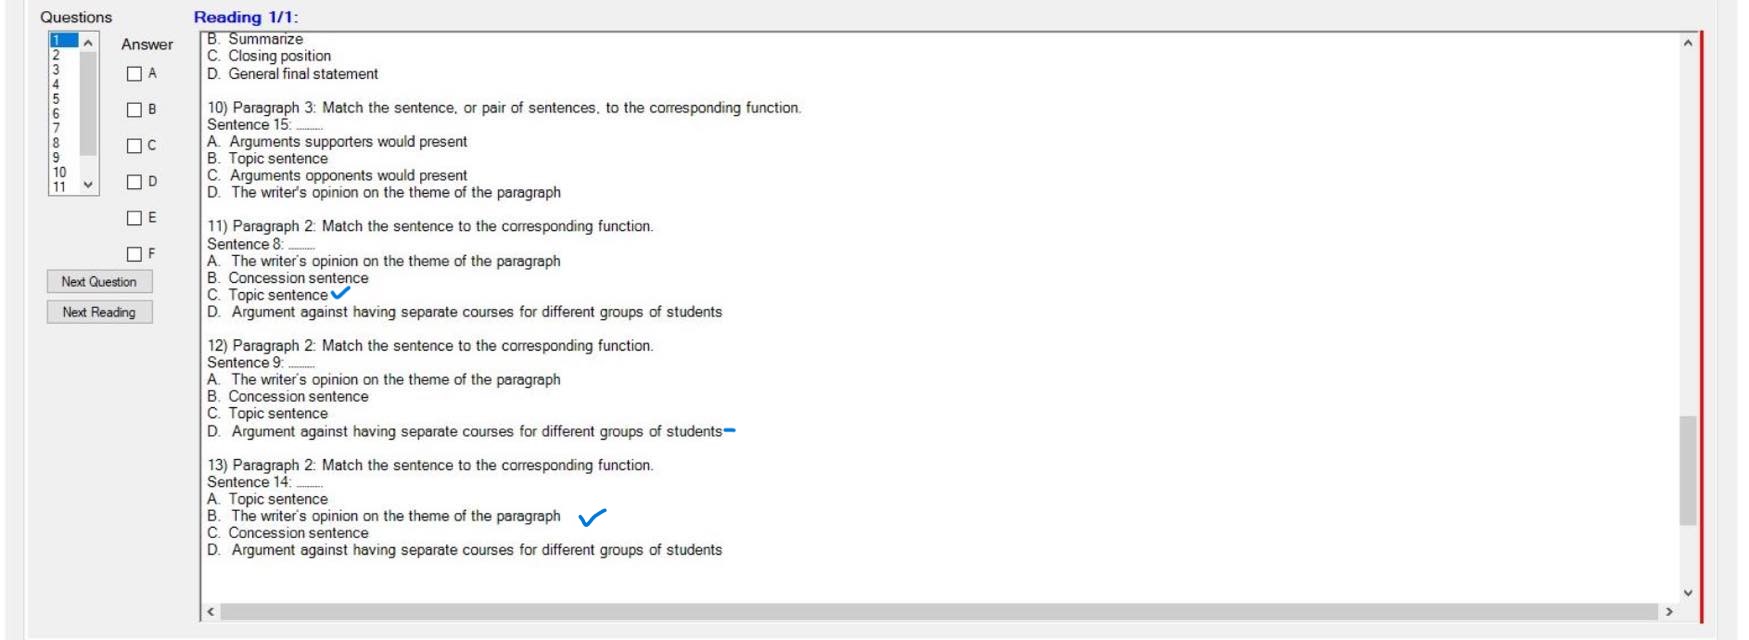 Questions
Reading 1/1:
1
2
3
4
5
6
7
8
9
10
11
Answer
A
B
C
D
E
F
Next Question
Next Reading
B. Summarize
C. Closing position
D. General final statement
10) Paragraph 3: Match the sentence, or pair of sentences, to the corresponding function.
Sentence 15: ..........
A. Arguments supporters would present
B. Topic sentence
C. Arguments opponents would present
D. The writer's opinion on the theme of the paragraph
11) Paragraph 2: Match the sentence to the corresponding function.
Sentence 8: ..........
A. The writer's opinion on the theme of the paragraph
B. Concession sentence
C. Topic sentence
D. Argument against having separate courses for different groups of students
12) Paragraph 2: Match the sentence to the corresponding function.
Sentence 9: ..........
A. The writer's opinion on the theme of the paragraph
B. Concession sentence
C. Topic sentence
D. Argument against having separate courses for different groups of students
13) Paragraph 2: Match the sentence to the corresponding function.
Sentence 14: ..........
A. Topic sentence
B. The writer's opinion on the theme of the paragraph
C. Concession sentence
D. Argument against having separate courses for different groups of students